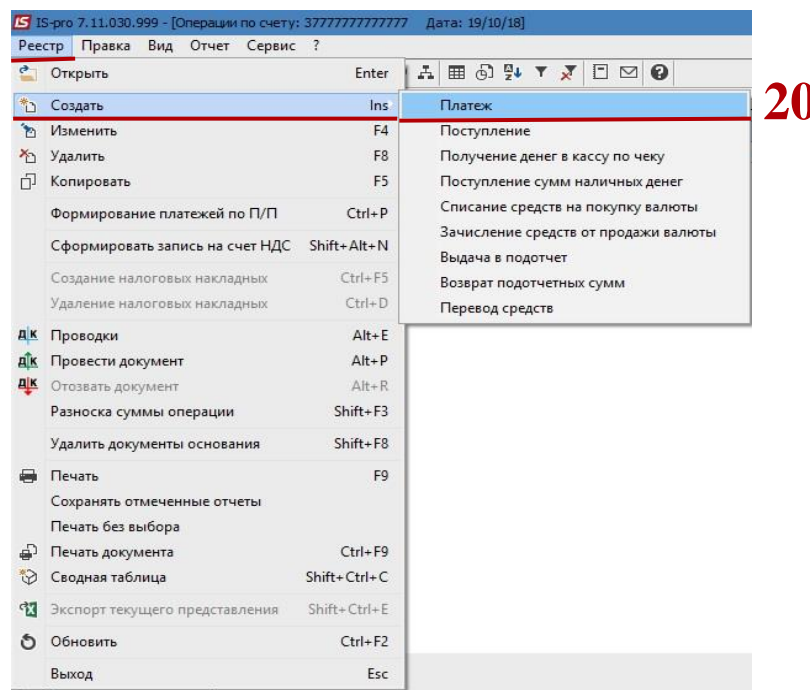 IS-pro 7.11.030.999 - [Операции по счету: 37777777777777 Дата: 19/10/18]
Реестр Правка Вид Отчет Сервис ?
Открыть Enter
Создать Ins
Изменить F4
Удалить F8
Копировать F5
Формирование платежей по П/П Ctrl+P
Сформировать запись на счет НДС Shift+Alt+N
Создание налоговых накладных Ctrl+F5
Удаление налоговых накладных Ctrl+D
Проводки Alt+E
Провести документ Alt+P
Отозвать документ Alt+R
Разноска суммы операции Shift+F3
Удалить документы основания Shift+F8
Печать F9
Сохранять отмеченные отчеты
Печать без выбора
Печать документа Ctrl+F9
Сводная таблица Shift+Ctrl+C
Экспорт текущего представления Shift+Ctrl+E
Обновить Ctrl+F2
Выход Esc
Платеж
Поступление
Получение денег в кассу по чеку
Поступление сумм наличных денег
Списание средств на покупку валюты
Зачисление средств от продажи валюты
Выдача в подотчет
Возврат подотчетных сумм
Перевод средств
20